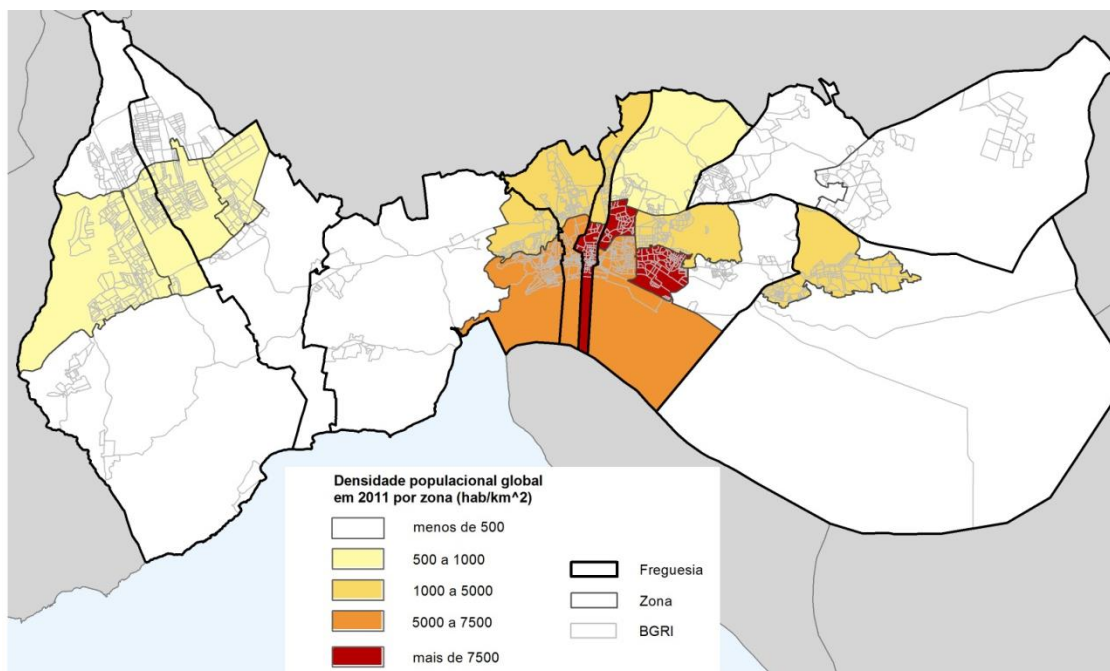 Densidade populacional global
em 2011 por zona (hab/km^2)
menos de 500
500 a 1000
1000 a 5000
5000 a 7500
mais de 7500
Freguesia
Zona
BGRI